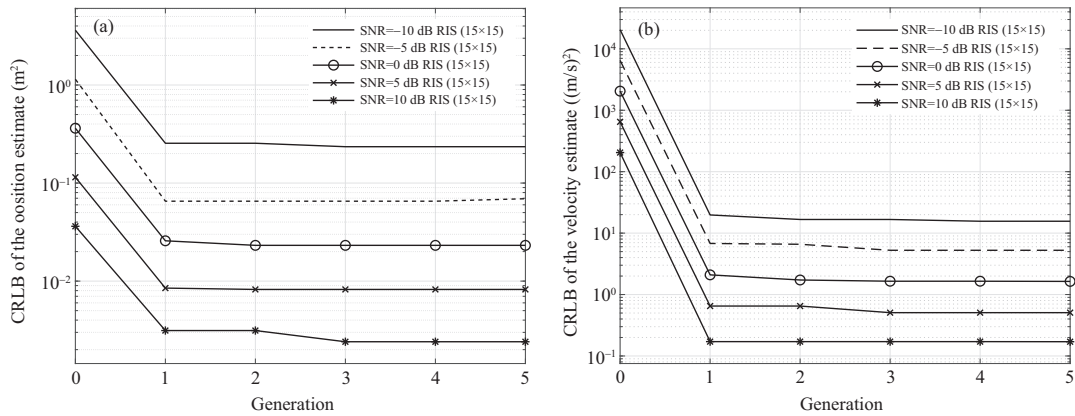 (a)
SNR=−10 dB RIS (15×15)
SNR=−5 dB RIS (15×15)
SNR=0 dB RIS (15×15)
SNR=5 dB RIS (15×15)
SNR=10 dB RIS (15×15)
CRLB of the oosition estimate (m²)
10⁰
10⁻¹
10⁻²
0 1 2 3 4 5
Generation
(b)
SNR=−10 dB RIS (15×15)
SNR=−5 dB RIS (15×15)
SNR=0 dB RIS (15×15)
SNR=5 dB RIS (15×15)
SNR=10 dB RIS (15×15)
CRLB of the velocity estimate ((m/s)²)
10⁴
10³
10²
10¹
10⁰
10⁻¹
0 1 2 3 4 5
Generation